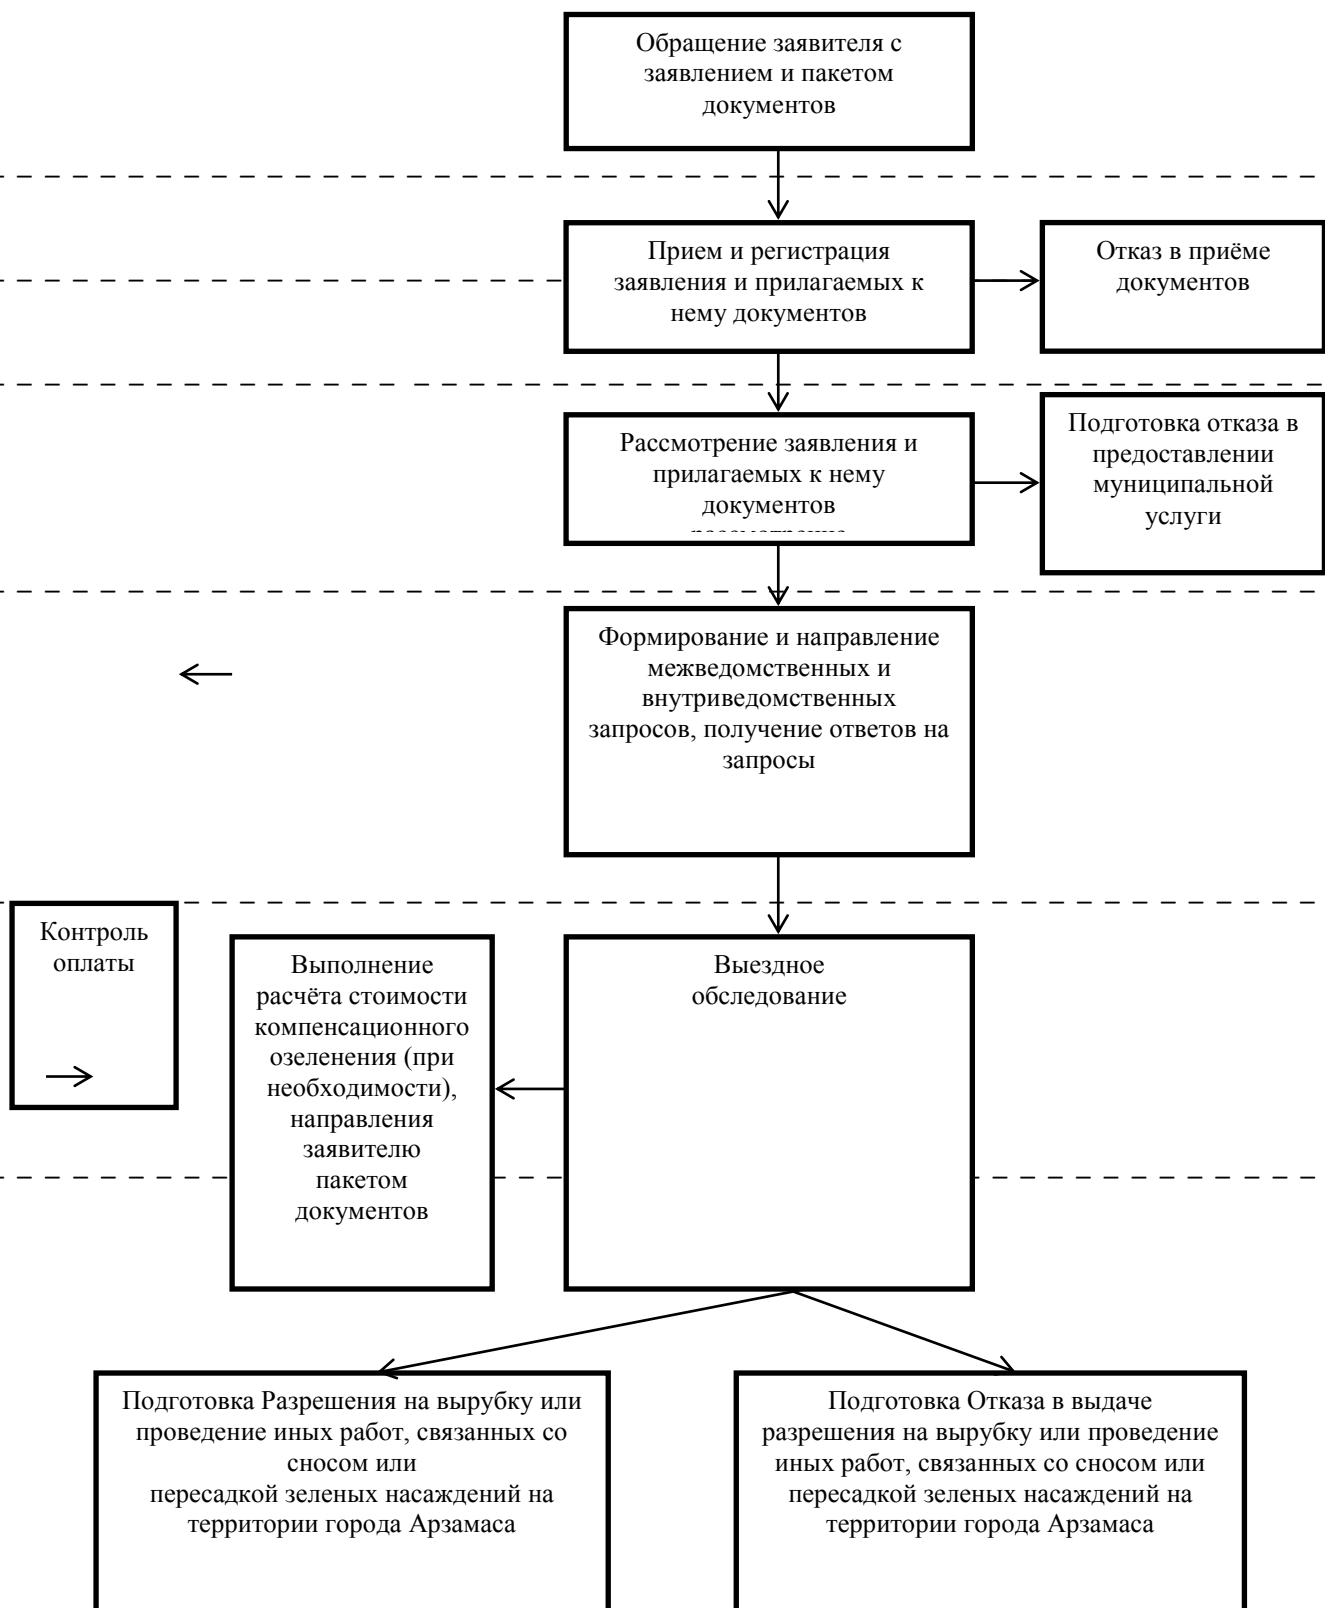 Обращение заявителя с
заявлением и пакетом
документов
Прием и регистрация
заявления и прилагаемых к
нему документов
Отказ в приёме
документов
Рассмотрение заявления и
прилагаемых к нему
документов
Подготовка отказа в
предоставлении
муниципальной
услуги
Формирование и направление
межведомственных и
внутриведомственных
запросов, получение ответов на
запросы
Контроль
оплаты
Выполнение
расчёта стоимости
компенсационного
озеленения (при
необходимости),
направления
заявителю
пакетом
документов
Выездное
обследование
Подготовка Разрешения на вырубку или
проведение иных работ, связанных со
сносом или
пересадкой зеленых насаждений на
территории города Арзамаса
Подготовка Отказа в выдаче
разрешения на вырубку или проведение
иных работ, связанных со сносом или
пересадкой зеленых насаждений на
территории города Арзамаса